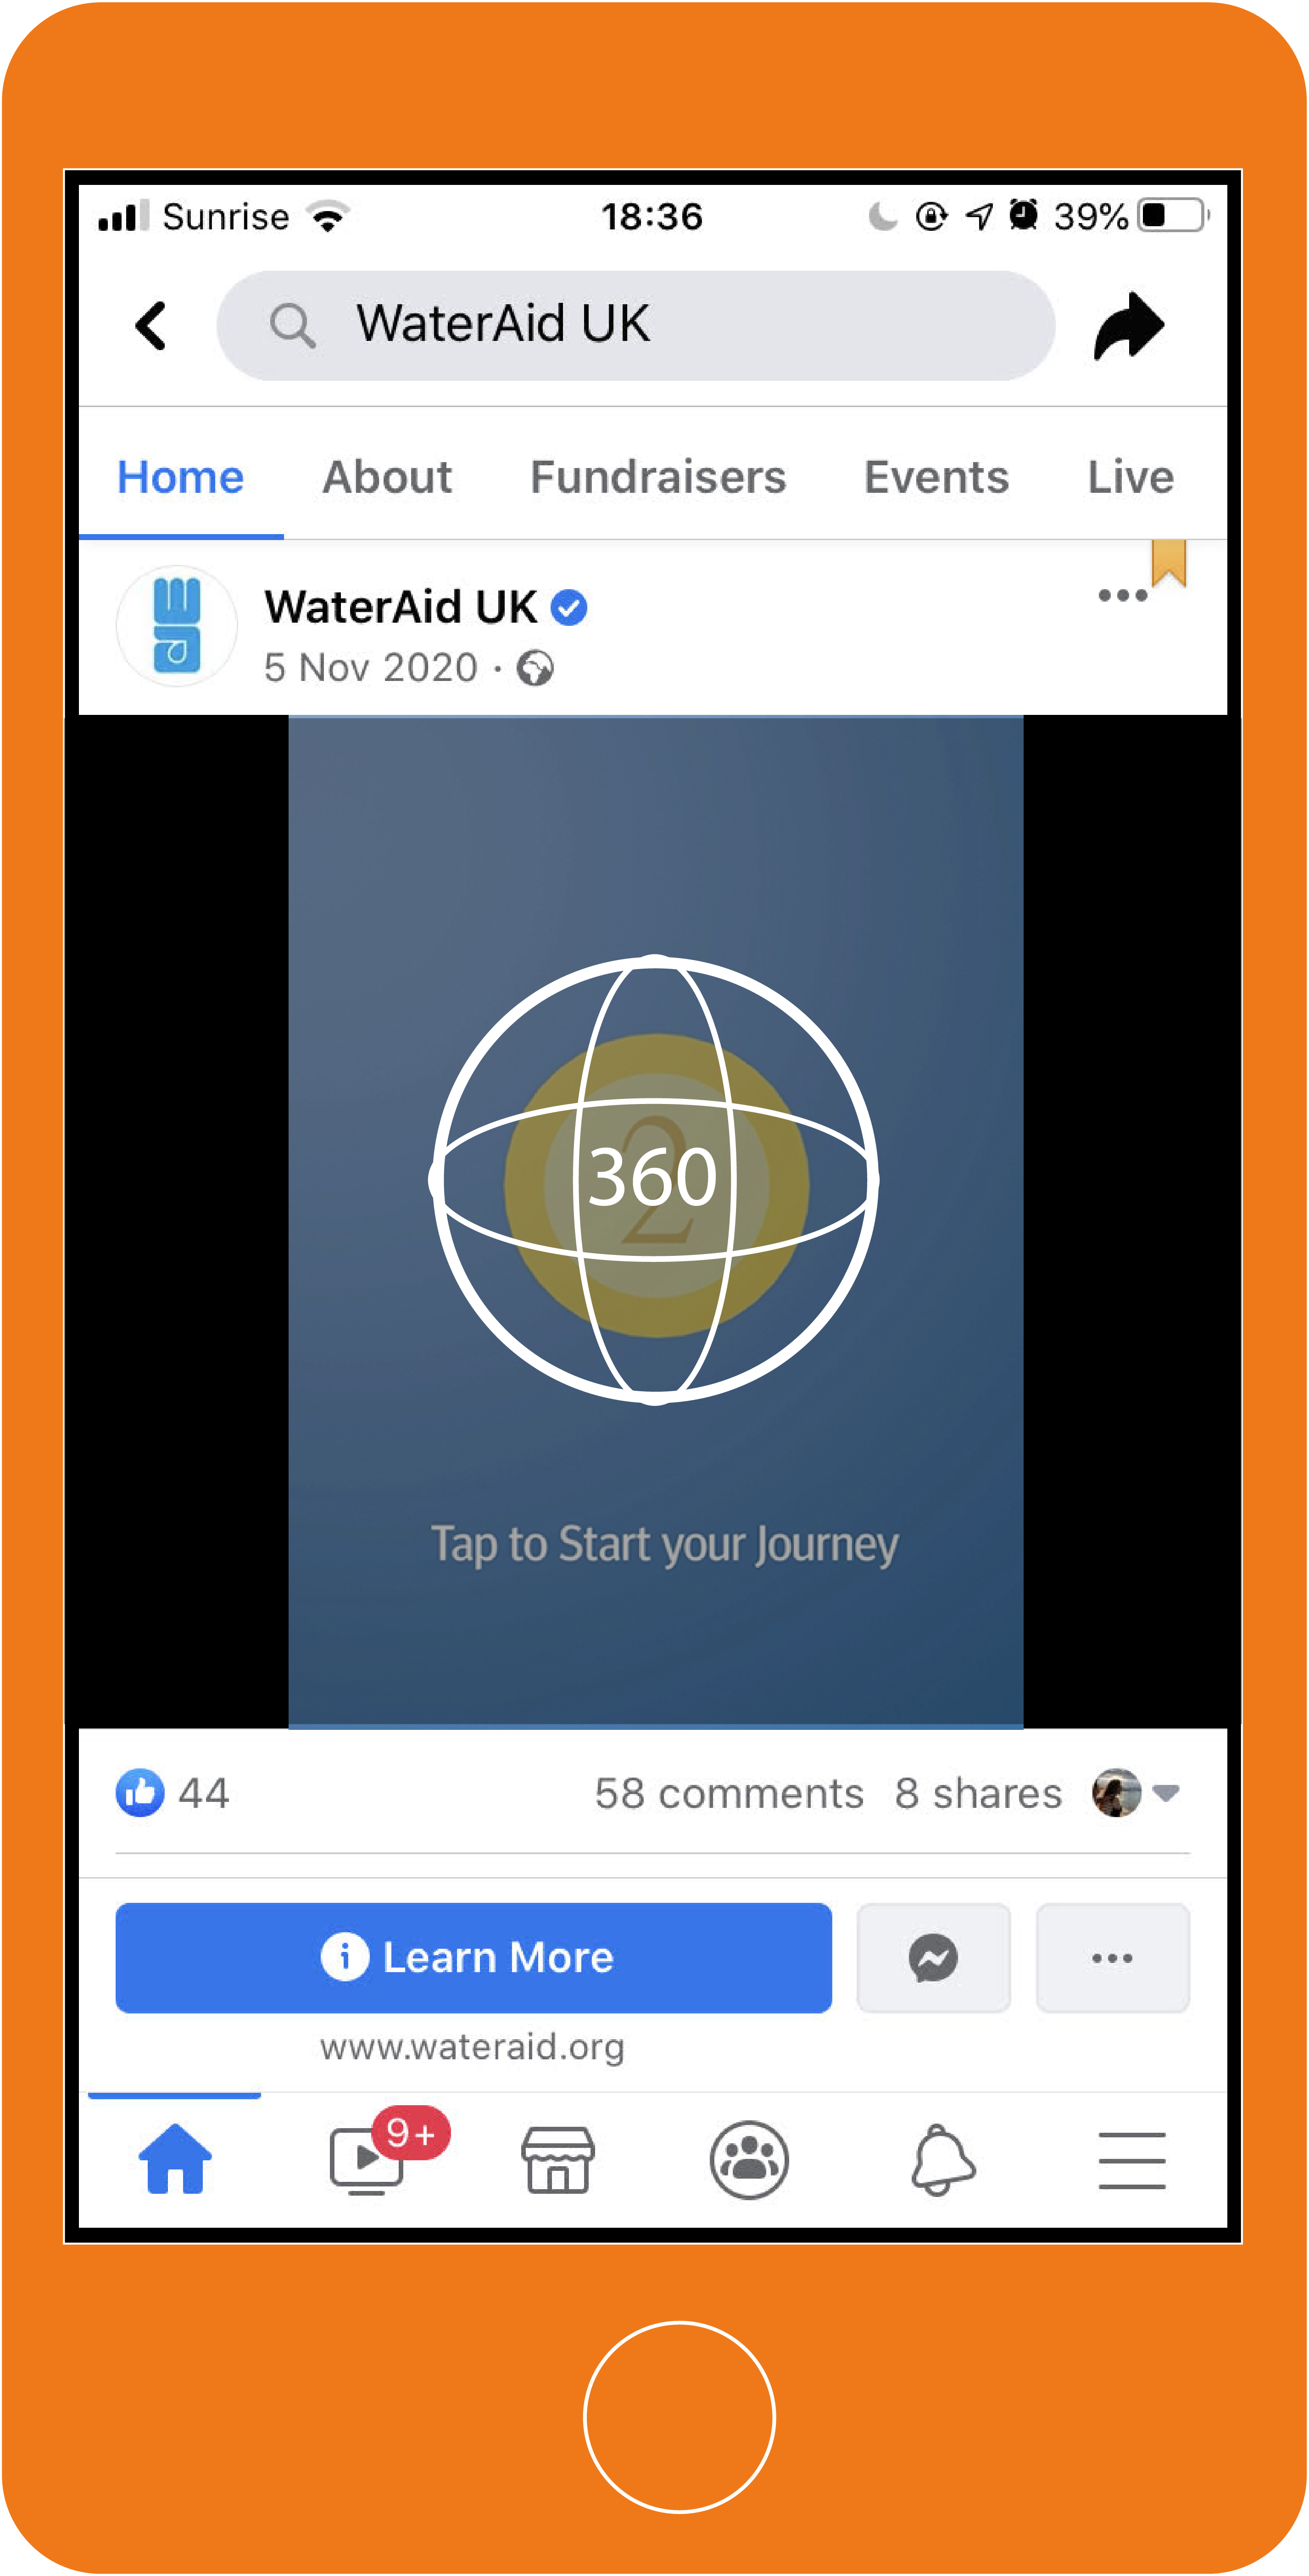 Sunrise 18:36 39%
WaterAid UK
Home About Fundraisers Events Live
WaterAid UK
5 Nov 2020 ·
2
360
Tap to Start your Journey
44 58 comments 8 shares
Learn More
www.wateraid.org
9+